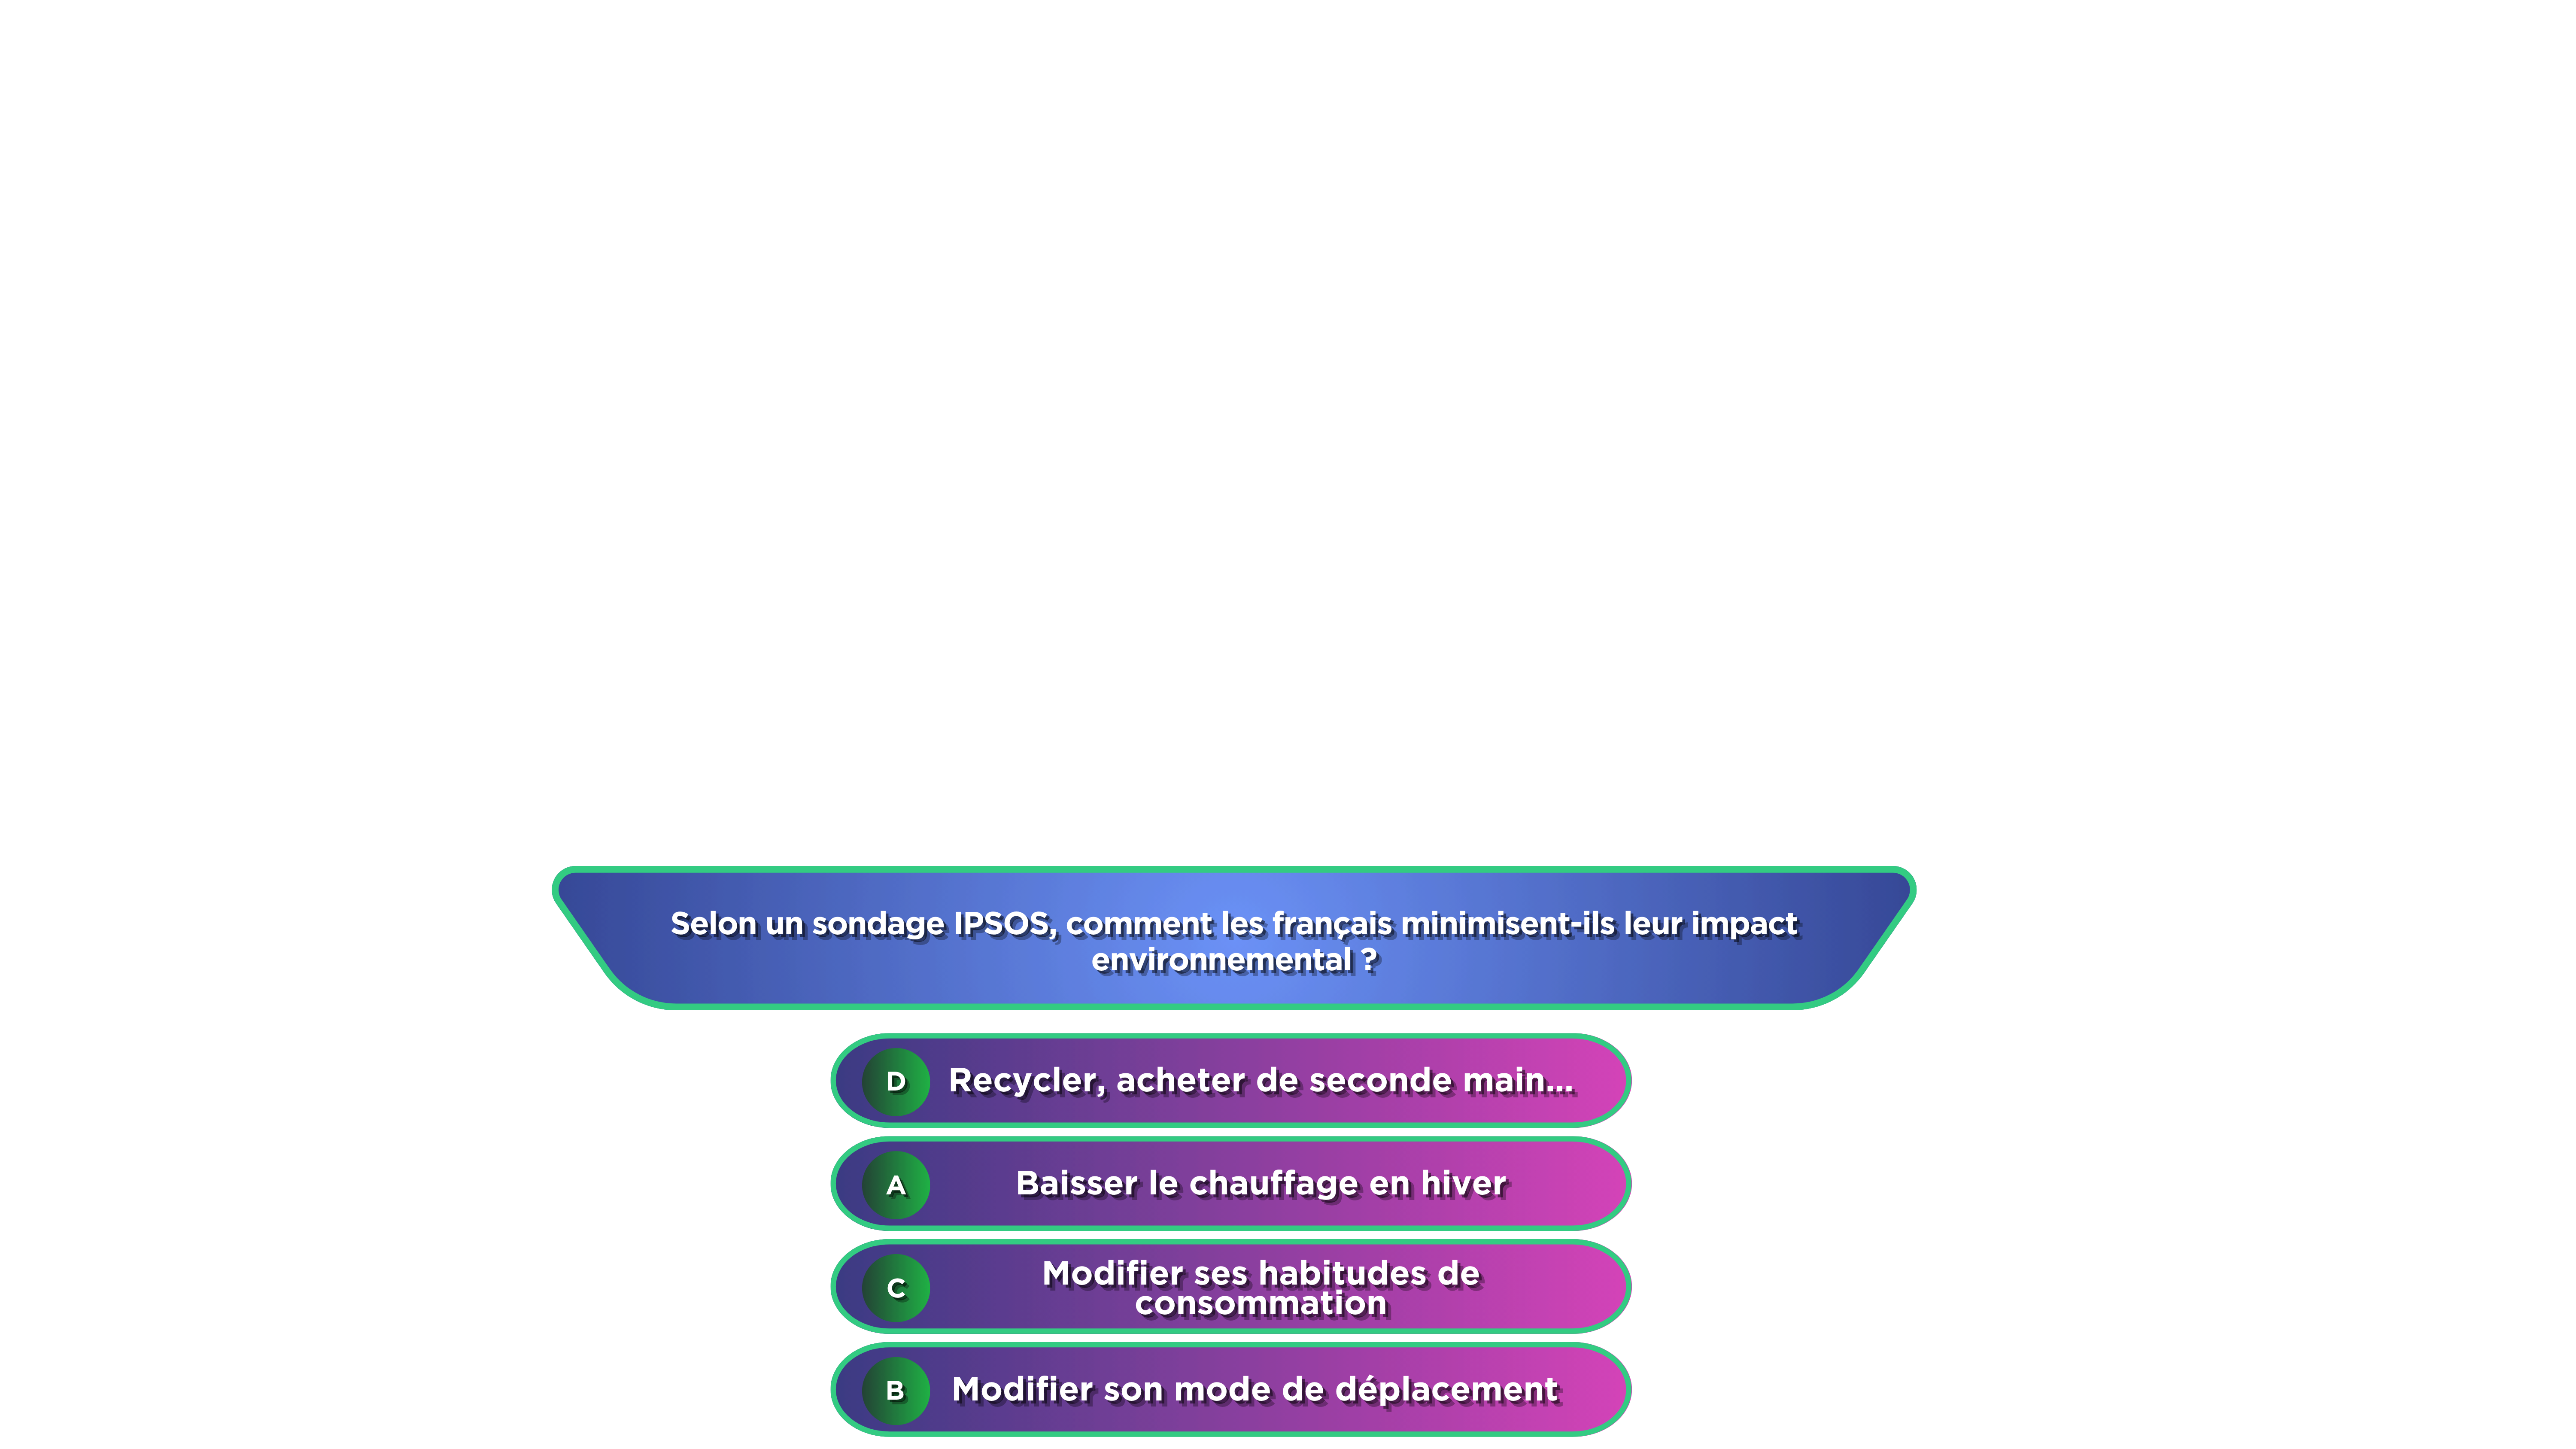 Selon un sondage IPSOS, comment les français minimisent-ils leur impact
environnemental ?
D Recycler, acheter de seconde main...
A Baisser le chauffage en hiver
C Modifier ses habitudes de
consommation
B Modifier son mode de déplacement